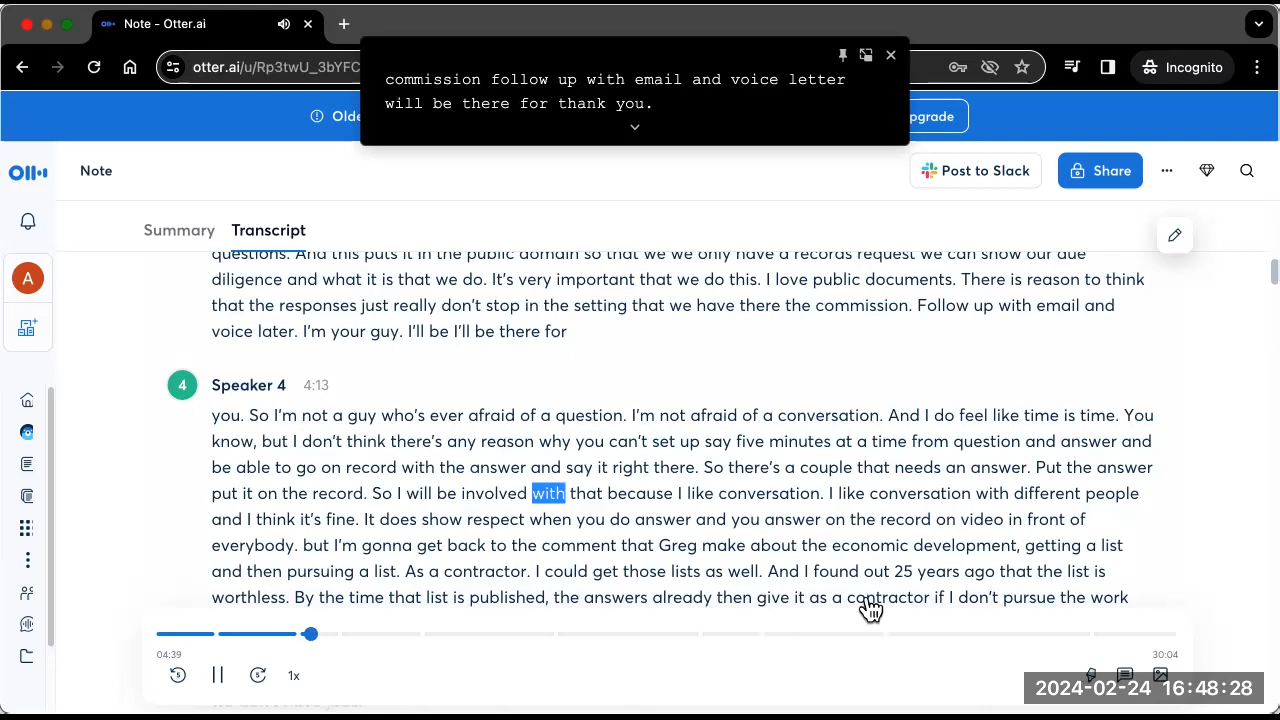 Note - Otter.ai
otter.ai/u/Rp3twU_3bYFC
Incognito
commission follow up with email and voice letter
will be there for thank you.
Olde
pgrade
Note
Post to Slack
Share
Summary
Transcript
A
questions. And this puts it in the public domain so that we we only have a records request we can show our due
diligence and what it is that we do. It's very important that we do this. I love public documents. There is reason to think
that the responses just really don't stop in the setting that we have there the commission. Follow up with email and
voice later. I'm your guy. I'll be I'll be there for
4 Speaker 4 4:13
you. So I'm not a guy who's ever afraid of a question. I'm not afraid of a conversation. And I do feel like time is time. You
know, but I don't think there's any reason why you can't set up say five minutes at a time from question and answer and
be able to go on record with the answer and say it right there. So there's a couple that needs an answer. Put the answer
put it on the record. So I will be involved with that because I like conversation. I like conversation with different people
and I think it's fine. It does show respect when you do answer and you answer on the record on video in front of
everybody. but I'm gonna get back to the comment that Greg make about the economic development, getting a list
and then pursuing a list. As a contractor. I could get those lists as well. And I found out 25 years ago that the list is
worthless. By the time that list is published, the answers already then give it as a contractor if I don't pursue the work
04:39
30:04
5
5
1x
2024-02-24 16:48:28